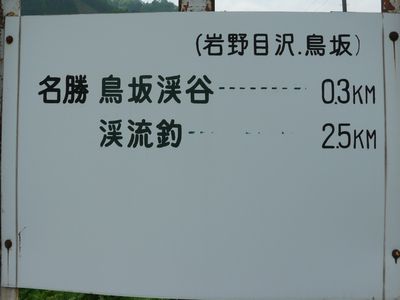 (岩野目沢.鳥坂)
名勝 鳥坂渓谷-------- 0.3KM
渓流釣-------- 2.5KM